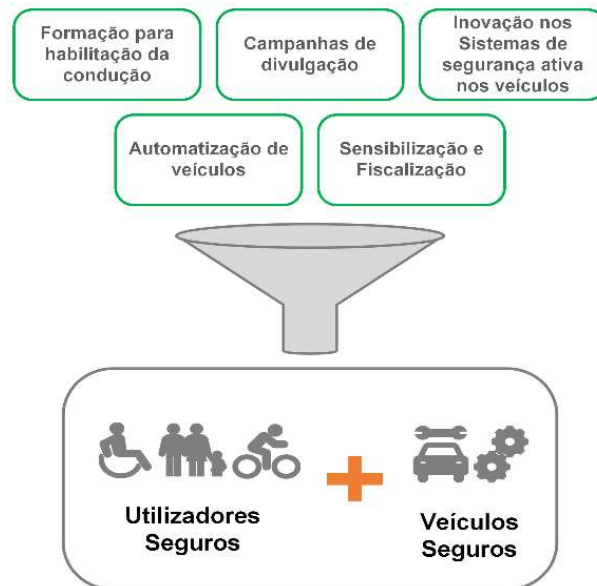 Formação para
habilitação da
condução
Campanhas de
divulgação
Inovação nos
Sistemas de
segurança ativa
nos veículos
Automatização de
veículos
Sensibilização e
Fiscalização
Utilizadores
Seguros
Veículos
Seguros